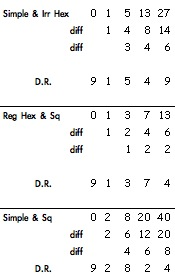 Simple & Irr Hex 0 1 5 13 27
diff 1 4 8 14
diff 3 4 6
D.R. 9 1 5 4 9
Reg Hex & Sq 0 1 3 7 13
diff 1 2 4 6
diff 1 2 2
D.R. 9 1 3 7 4
Simple & Sq 0 2 8 20 40
diff 2 6 12 20
diff 4 6 8
D.R. 9 2 8 2 4